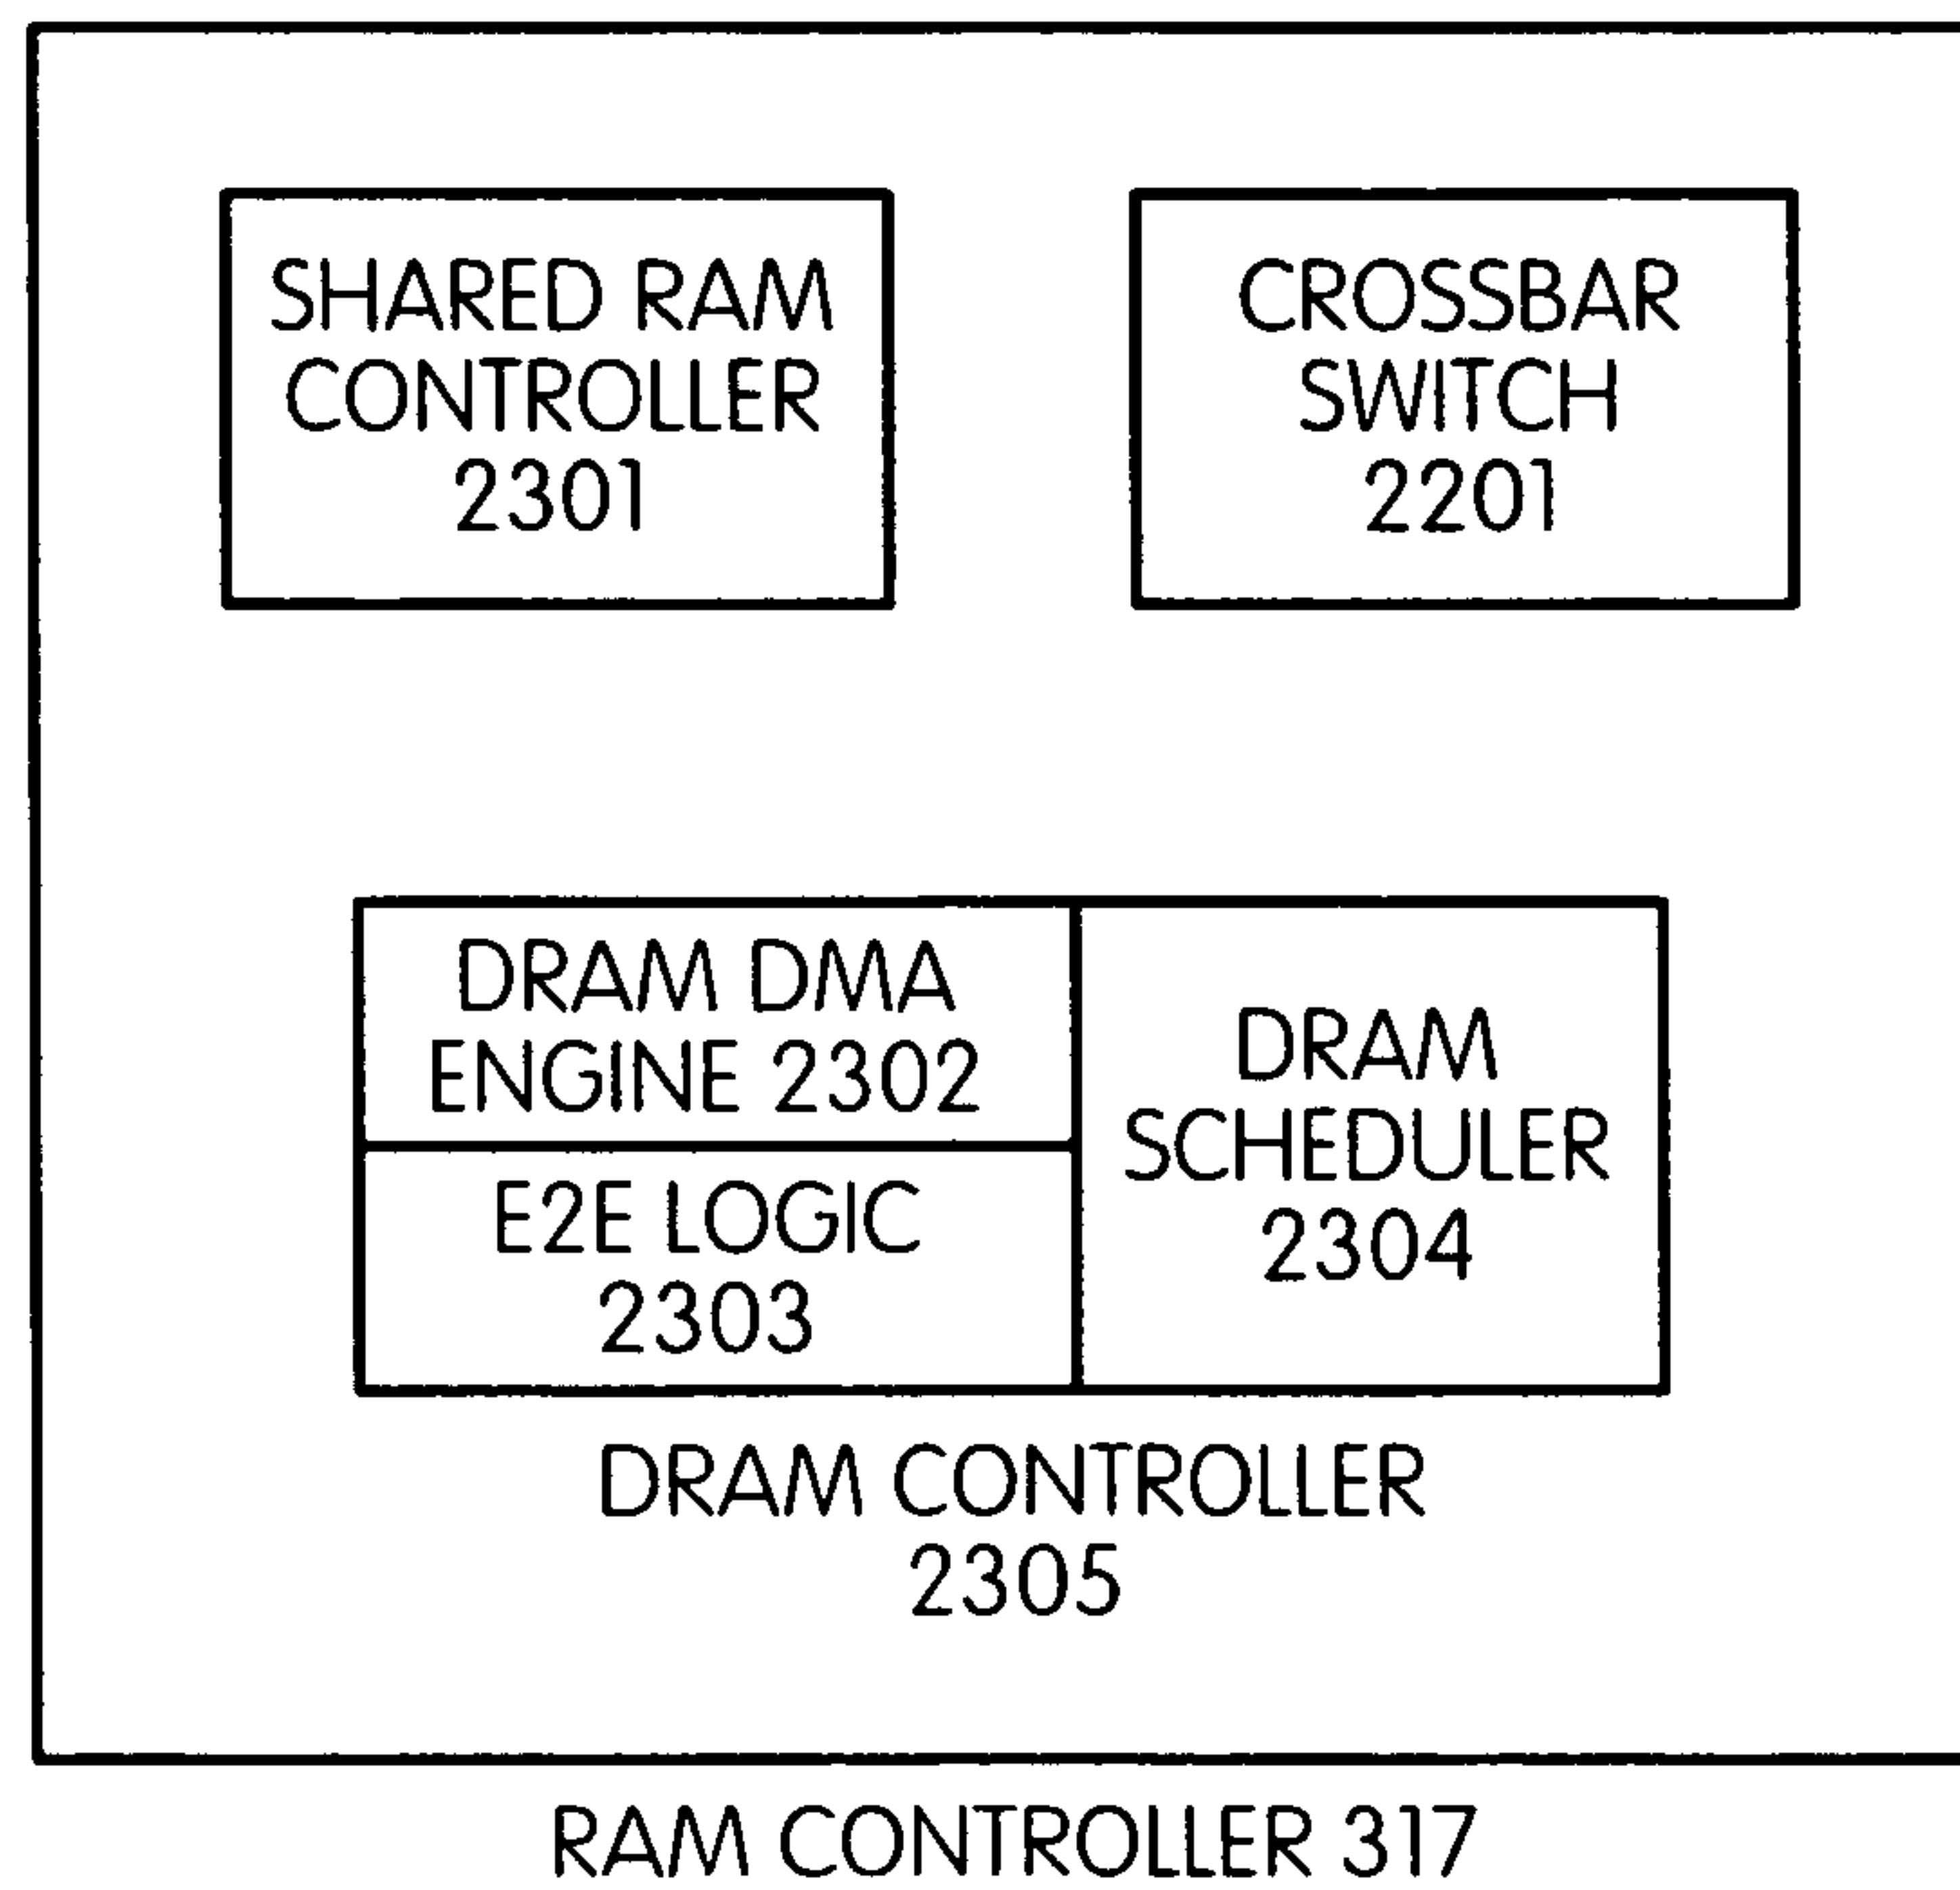 SHARED RAM
CONTROLLER
2301
CROSSBAR
SWITCH
2201
DRAM DMA
ENGINE 2302
E2E LOGIC
2303
DRAM
SCHEDULER
2304
DRAM CONTROLLER
2305
RAM CONTROLLER 317